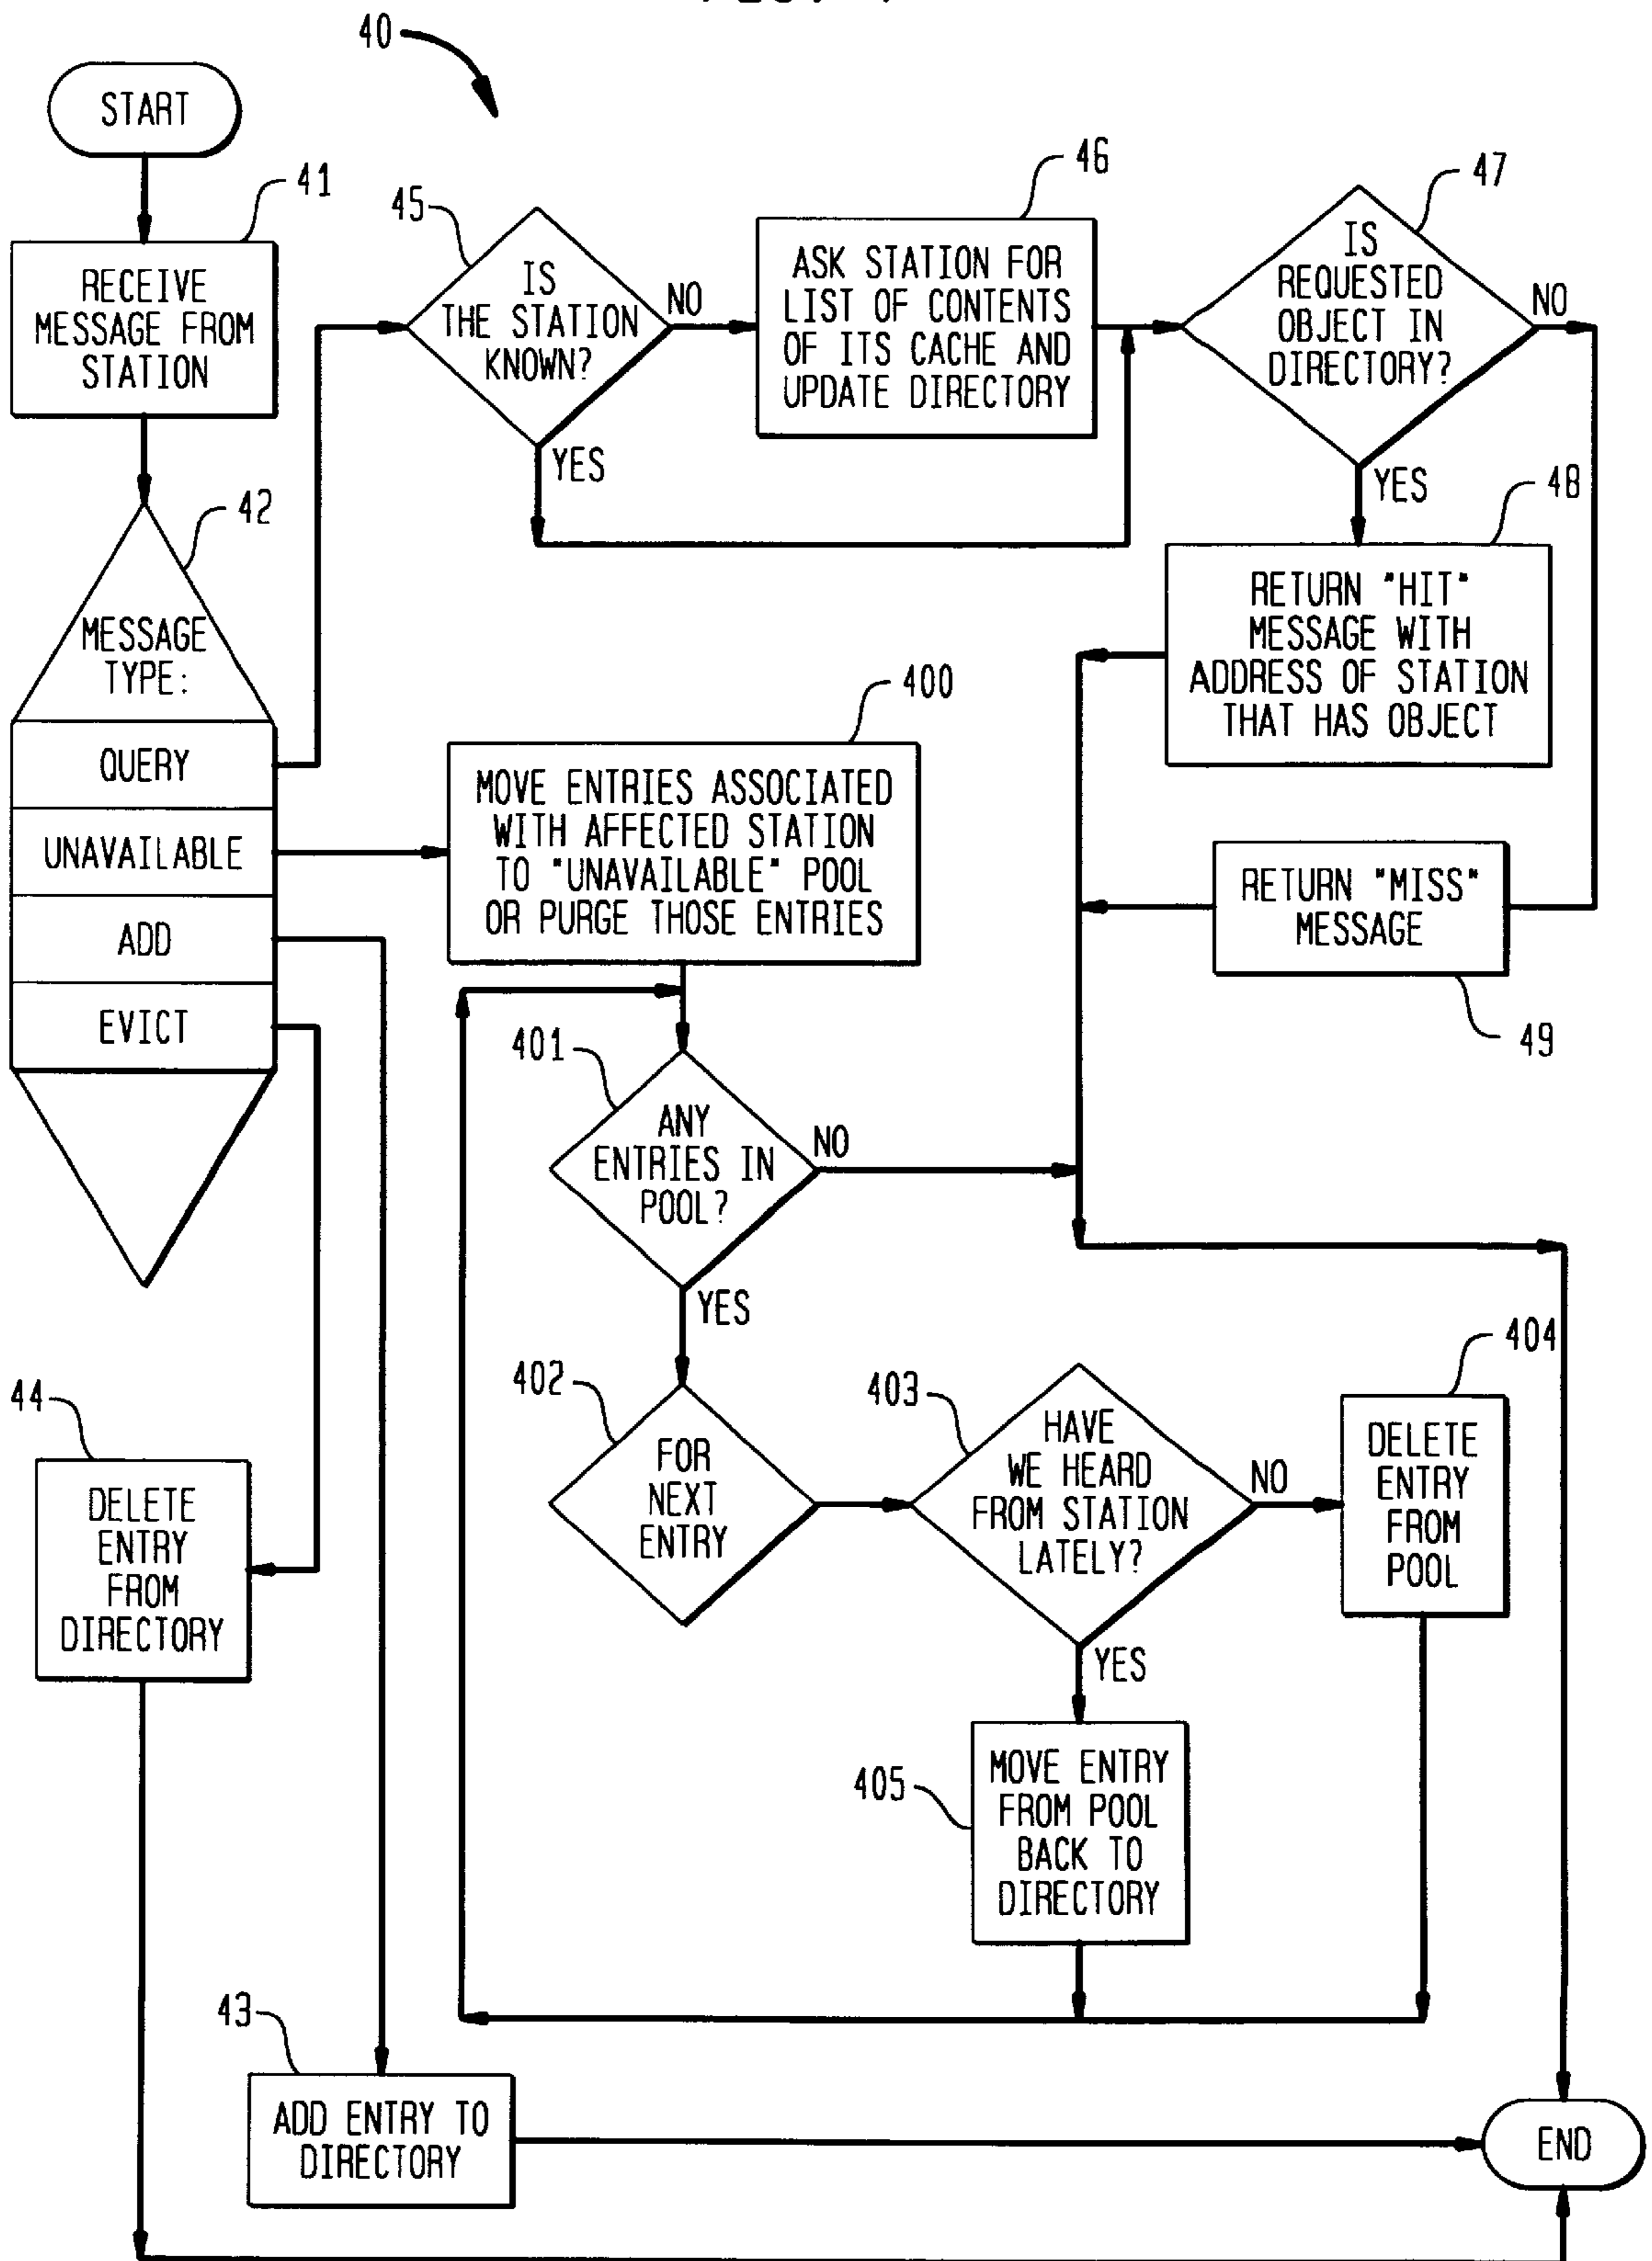 40
START
41
RECEIVE
MESSAGE FROM
STATION
42
MESSAGE
TYPE:
QUERY
UNAVAILABLE
ADD
EVICT
45
IS
THE STATION
KNOWN?
NO
YES
46
ASK STATION FOR
LIST OF CONTENTS
OF ITS CACHE AND
UPDATE DIRECTORY
47
IS
REQUESTED
OBJECT IN
DIRECTORY?
NO
YES
48
RETURN "HIT"
MESSAGE WITH
ADDRESS OF STATION
THAT HAS OBJECT
RETURN "MISS"
MESSAGE
49
400
MOVE ENTRIES ASSOCIATED
WITH AFFECTED STATION
TO "UNAVAILABLE" POOL
OR PURGE THOSE ENTRIES
401
ANY
ENTRIES IN
POOL?
NO
YES
402
FOR
NEXT
ENTRY
403
HAVE
WE HEARD
FROM STATION
LATELY?
NO
YES
404
DELETE
ENTRY
FROM
POOL
405
MOVE ENTRY
FROM POOL
BACK TO
DIRECTORY
44
DELETE
ENTRY
FROM
DIRECTORY
43
ADD ENTRY TO
DIRECTORY
END